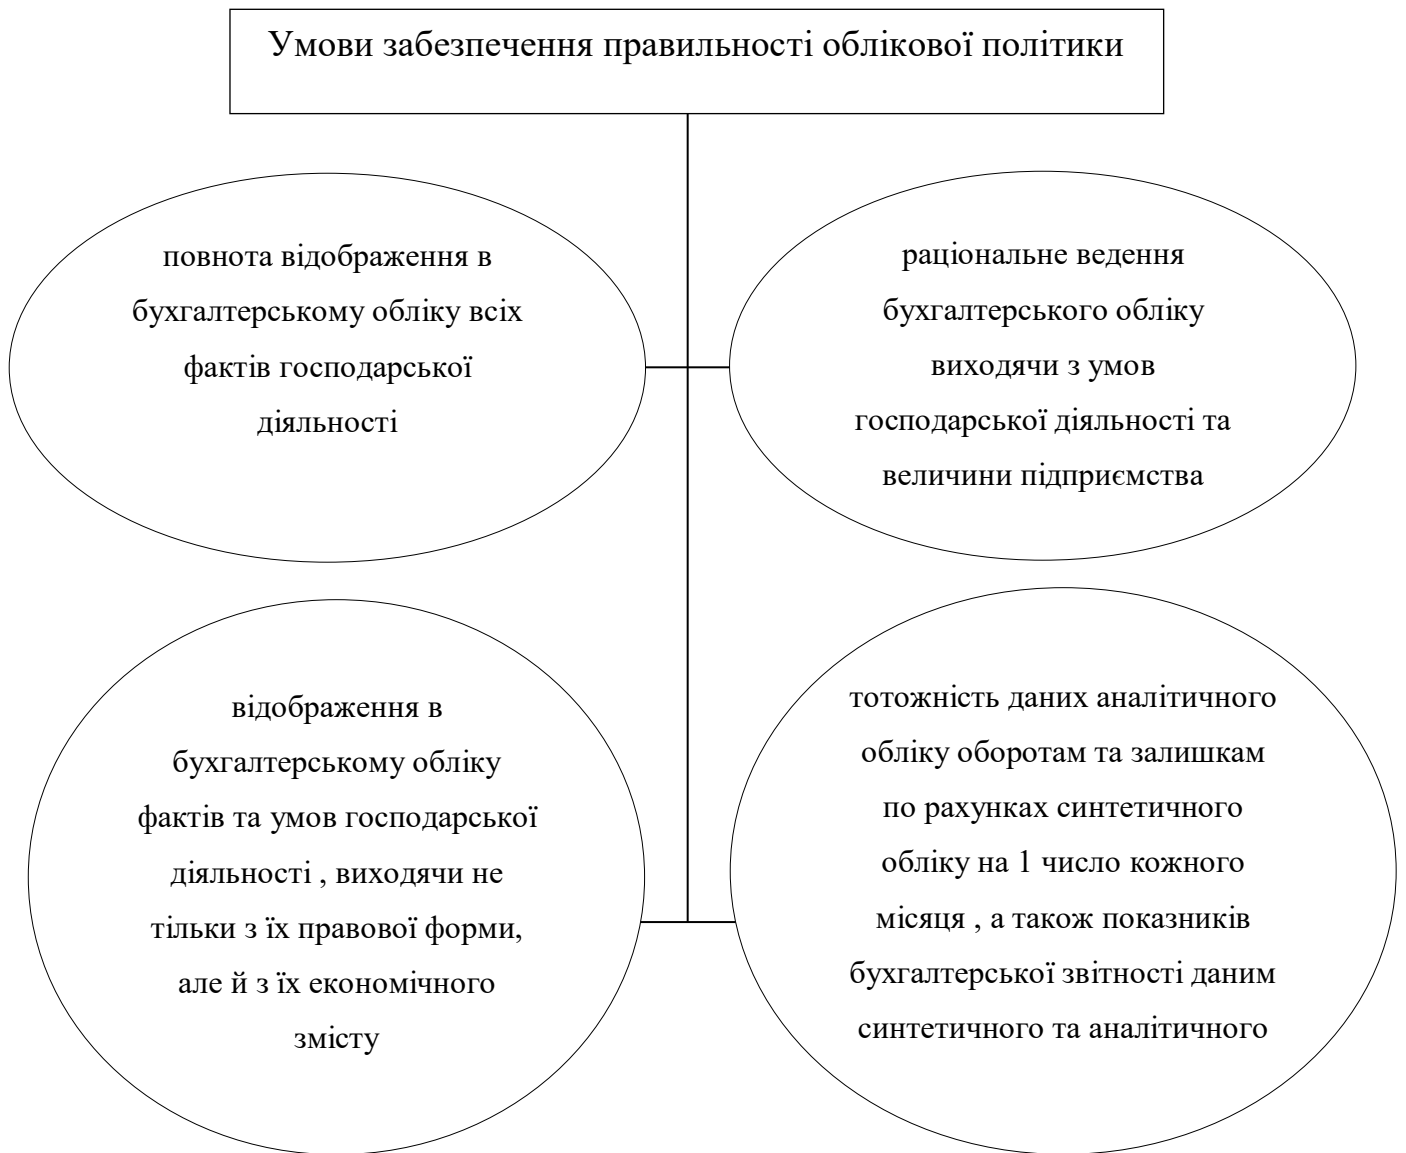 Умови забезпечення правильності облікової політики
повнота відображення в
бухгалтерському обліку всіх
фактів господарської
діяльності
раціональне ведення
бухгалтерського обліку
виходячи з умов
господарської діяльності та
величини підприємства
відображення в
бухгалтерському обліку
фактів та умов господарської
діяльності , виходячи не
тільки з їх правової форми,
але й з їх економічного
змісту
тотожність даних аналітичного
обліку оборотам та залишкам
по рахунках синтетичного
обліку на 1 число кожного
місяця , а також показників
бухгалтерської звітності даним
синтетичного та аналітичного